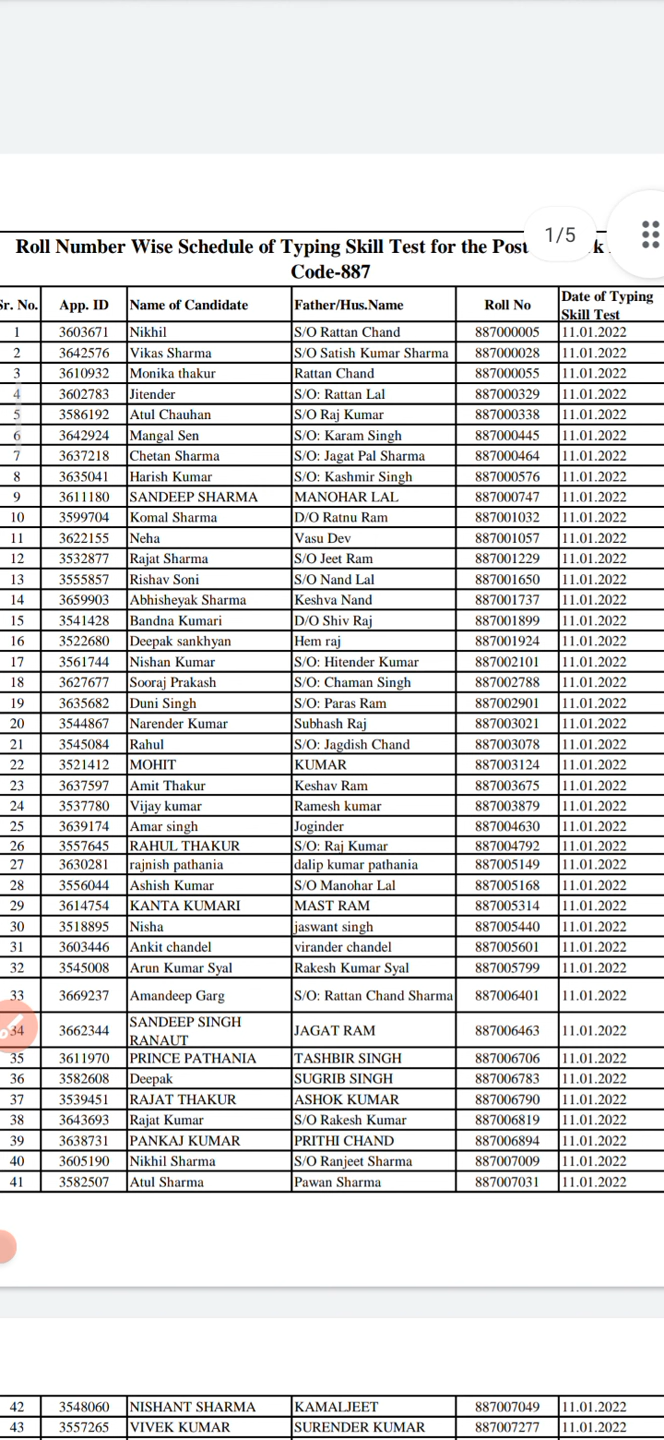 1/5
Roll Number Wise Schedule of Typing Skill Test for the Post
Code-887
Sr. No. App. ID Name of Candidate Father/Hus.Name Roll No Date of Typing Skill Test
1 3603671 Nikhil S/O Rattan Chand 887000005 11.01.2022
2 3642576 Vikas Sharma S/O Satish Kumar Sharma 887000028 11.01.2022
3 3610932 Monika thakur Rattan Chand 887000055 11.01.2022
4 3602783 Jitender S/O: Rattan Lal 887000329 11.01.2022
5 3586192 Atul Chauhan S/O Raj Kumar 887000338 11.01.2022
6 3642924 Mangal Sen S/O: Karam Singh 887000445 11.01.2022
7 3637218 Chetan Sharma S/O: Jagat Pal Sharma 887000464 11.01.2022
8 3635041 Harish Kumar S/O: Kashmir Singh 887000576 11.01.2022
9 3611180 SANDEEP SHARMA MANOHAR LAL 887000747 11.01.2022
10 3599704 Komal Sharma D/O Ratnu Ram 887001032 11.01.2022
11 3622155 Neha Vasu Dev 887001057 11.01.2022
12 3532877 Rajat Sharma S/O Jeet Ram 887001229 11.01.2022
13 3555857 Rishav Soni S/O Nand Lal 887001650 11.01.2022
14 3659903 Abhisheyak Sharma Keshva Nand 887001737 11.01.2022
15 3541428 Bandna Kumari D/O Shiv Raj 887001899 11.01.2022
16 3522680 Deepak sankhyan Hem raj 887001924 11.01.2022
17 3561744 Nishan Kumar S/O: Hitender Kumar 887002101 11.01.2022
18 3627677 Sooraj Prakash S/O: Chaman Singh 887002788 11.01.2022
19 3635682 Duni Singh S/O: Paras Ram 887002901 11.01.2022
20 3544867 Narender Kumar Subhash Raj 887003021 11.01.2022
21 3545084 Rahul S/O: Jagdish Chand 887003078 11.01.2022
22 3521412 MOHIT KUMAR 887003124 11.01.2022
23 3637597 Amit Thakur Keshav Ram 887003675 11.01.2022
24 3537780 Vijay kumar Ramesh kumar 887003879 11.01.2022
25 3639174 Amar singh Joginder 887004630 11.01.2022
26 3557645 RAHUL THAKUR S/O: Raj Kumar 887004792 11.01.2022
27 3630281 rajnish pathania dalip kumar pathania 887005149 11.01.2022
28 3556044 Ashish Kumar S/O Manohar Lal 887005168 11.01.2022
29 3614754 KANTA KUMARI MAST RAM 887005314 11.01.2022
30 3518895 Nisha jaswant singh 887005440 11.01.2022
31 3603446 Ankit chandel virander chandel 887005601 11.01.2022
32 3545008 Arun Kumar Syal Rakesh Kumar Syal 887005799 11.01.2022
33 3669237 Amandeep Garg S/O: Rattan Chand Sharma 887006401 11.01.2022
34 3662344 SANDEEP SINGH RANAUT JAGAT RAM 887006463 11.01.2022
35 3611970 PRINCE PATHANIA TASHBIR SINGH 887006706 11.01.2022
36 3582608 Deepak SUGRIB SINGH 887006783 11.01.2022
37 3539451 RAJAT THAKUR ASHOK KUMAR 887006790 11.01.2022
38 3643693 Rajat Kumar S/O Rakesh Kumar 887006819 11.01.2022
39 3638731 PANKAJ KUMAR PRITHI CHAND 887006894 11.01.2022
40 3605190 Nikhil Sharma S/O Ranjeet Sharma 887007009 11.01.2022
41 3582507 Atul Sharma Pawan Sharma 887007031 11.01.2022
42 3548060 NISHANT SHARMA KAMALJEET 887007049 11.01.2022
43 3557265 VIVEK KUMAR SURENDER KUMAR 887007277 11.01.2022